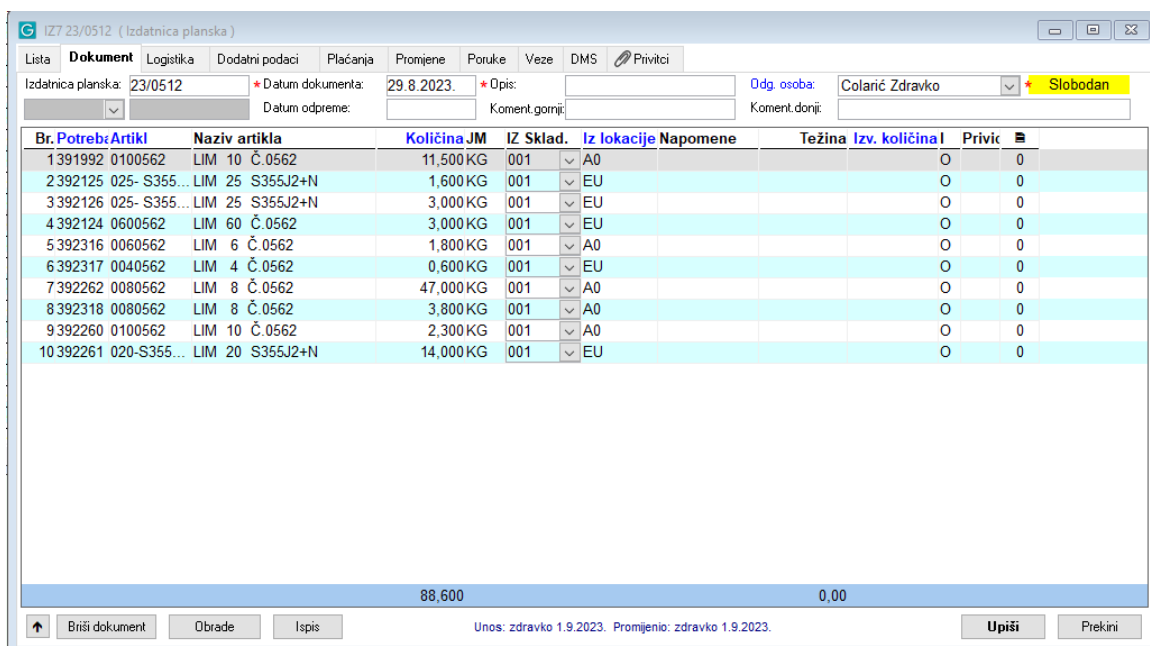 G IZ7 23/0512 ( Izdatnica planska )
Lista Dokument Logistika Dodatni podaci Plaćanja Promjene Poruke Veze DMS Privitci
Izdatnica planska: 23/0512 * Datum dokumenta: 29.8.2023. * Opis: Odg. osoba: Colarić Zdravko * Slobodan
Datum odpreme: Koment.gornji: Koment.donji:
Br. Potreba Artikl Naziv artikla Količina JM IZ Sklad. Iz lokacije Napomene Težina Izv. količina I Privic
1 391992 0100562 LIM 10 Č.0562 11,500 KG 001 A0 O 0
2 392125 025- S355... LIM 25 S355J2+N 1,600 KG 001 EU O 0
3 392126 025- S355... LIM 25 S355J2+N 3,000 KG 001 EU O 0
4 392124 0600562 LIM 60 Č.0562 3,000 KG 001 EU O 0
5 392316 0060562 LIM 6 Č.0562 1,800 KG 001 A0 O 0
6 392317 0040562 LIM 4 Č.0562 0,600 KG 001 EU O 0
7 392262 0080562 LIM 8 Č.0562 47,000 KG 001 A0 O 0
8 392318 0080562 LIM 8 Č.0562 3,800 KG 001 A0 O 0
9 392260 0100562 LIM 10 Č.0562 2,300 KG 001 A0 O 0
10 392261 020-S355... LIM 20 S355J2+N 14,000 KG 001 EU O 0
88,600 0,00
Briši dokument Obrade Ispis Unos: zdravko 1.9.2023. Promijenio: zdravko 1.9.2023. Upiši Prekini